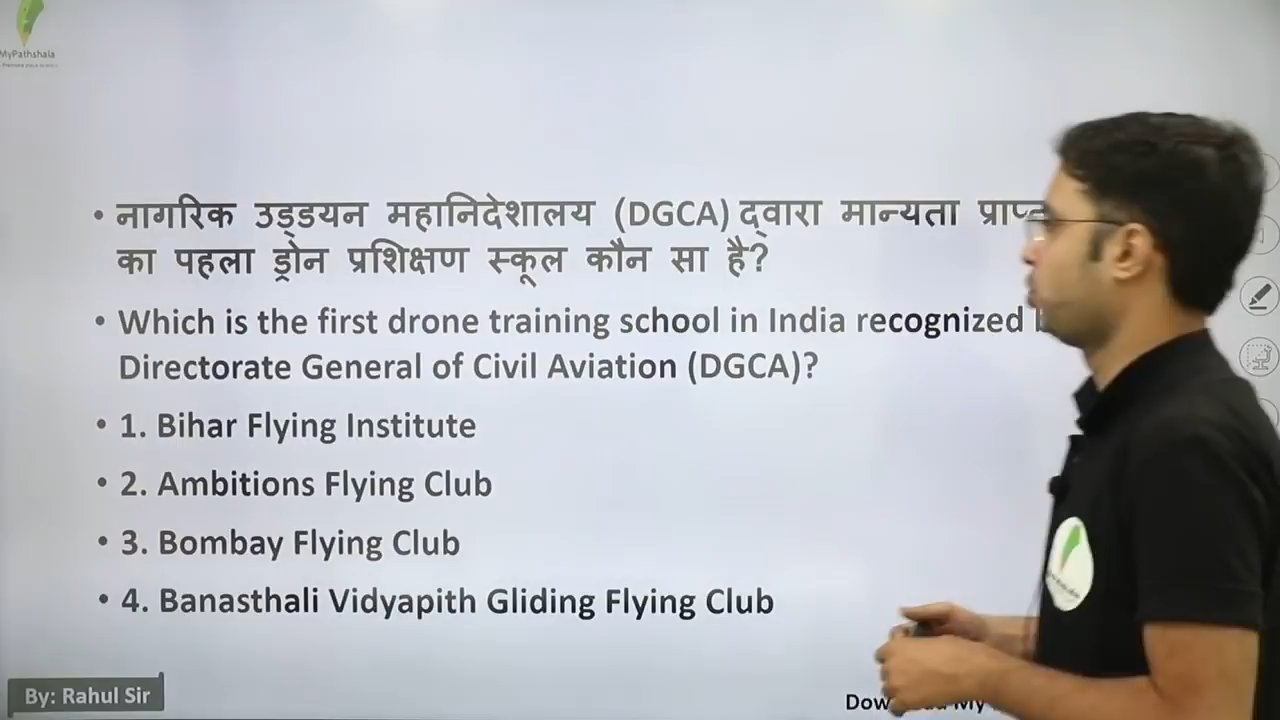 MyPathshala
• नागरिक उड्डयन महानिदेशालय (DGCA) द्वारा मान्यता
का पहला ड्रोन प्रशिक्षण स्कूल कौन सा है?
• Which is the first drone training school in India recognized
Directorate General of Civil Aviation (DGCA)?
• 1. Bihar Flying Institute
• 2. Ambitions Flying Club
• 3. Bombay Flying Club
• 4. Banasthali Vidyapith Gliding Flying Club
By: Rahul Sir
My